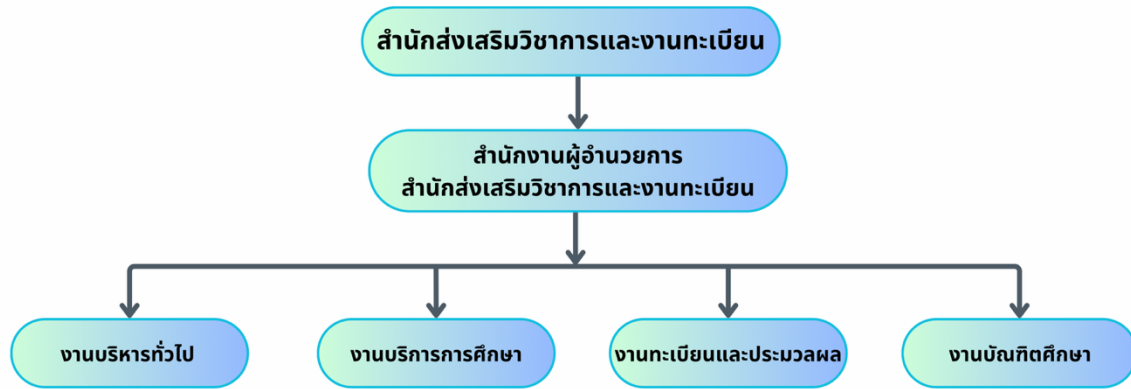 สำนักส่งเสริมวิชาการและงานทะเบียน
สำนักงานผู้อำนวยการ
สำนักส่งเสริมวิชาการและงานทะเบียน
งานบริหารทั่วไป
งานบริการการศึกษา
งานทะเบียนและประมวลผล
งานบัณฑิตศึกษา